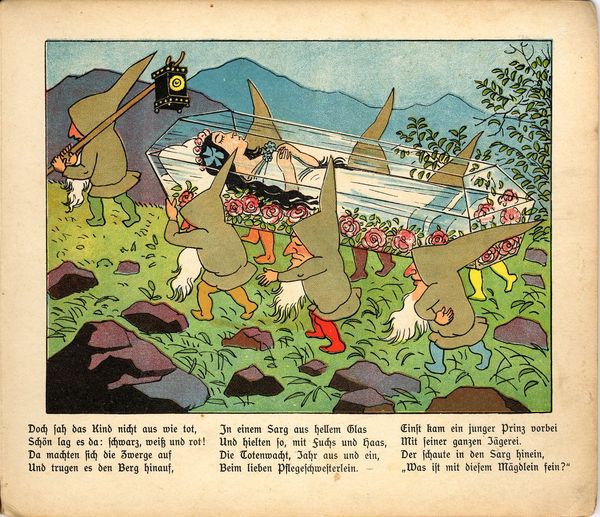 Doch sah das Kind nicht aus wie tot,
Schön lag es da: schwarz, weiß und rot!
Da machten sich die Zwerge auf
Und trugen es den Berg hinauf,
In einem Sarg aus hellem Glas
Und hielten so, mit Fuchs und Haas,
Die Totenwacht, Jahr aus und ein,
Beim lieben Pflegeschwesterlein. —
Einst kam ein junger Prinz vorbei
Mit seiner ganzen Jägerei.
Der schaute in den Sarg hinein,
„Was ist mit diesem Mägdlein fein?“